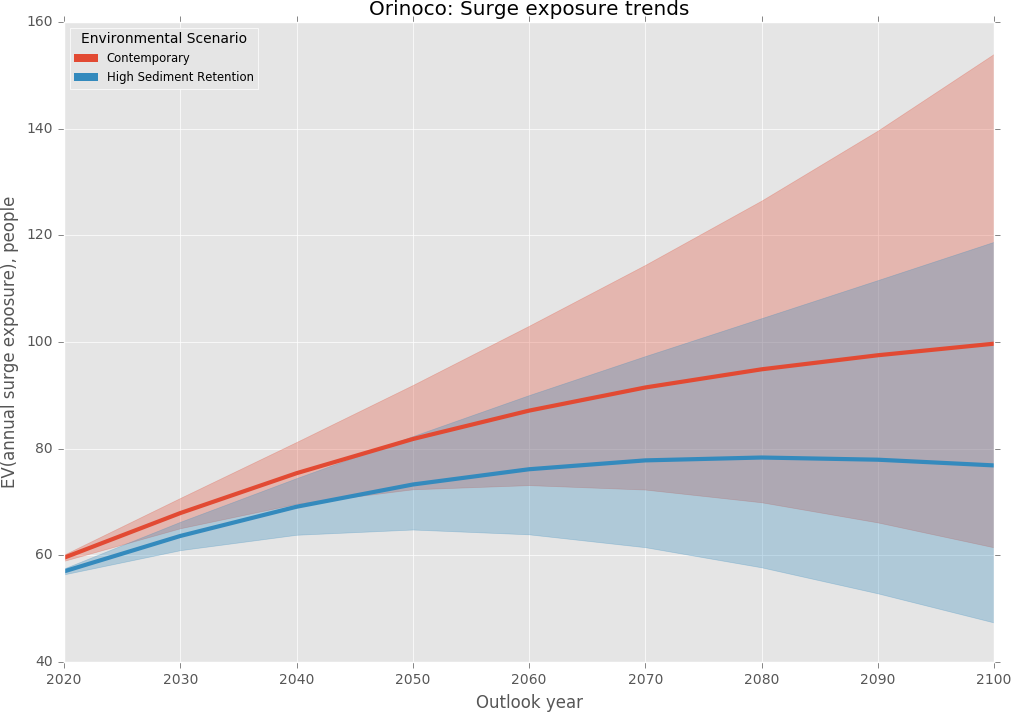 Orinoco: Surge exposure trends
Environmental Scenario
Contemporary
High Sediment Retention
EV(annual surge exposure), people
160
140
120
100
80
60
40
2020 2030 2040 2050 2060 2070 2080 2090 2100
Outlook year